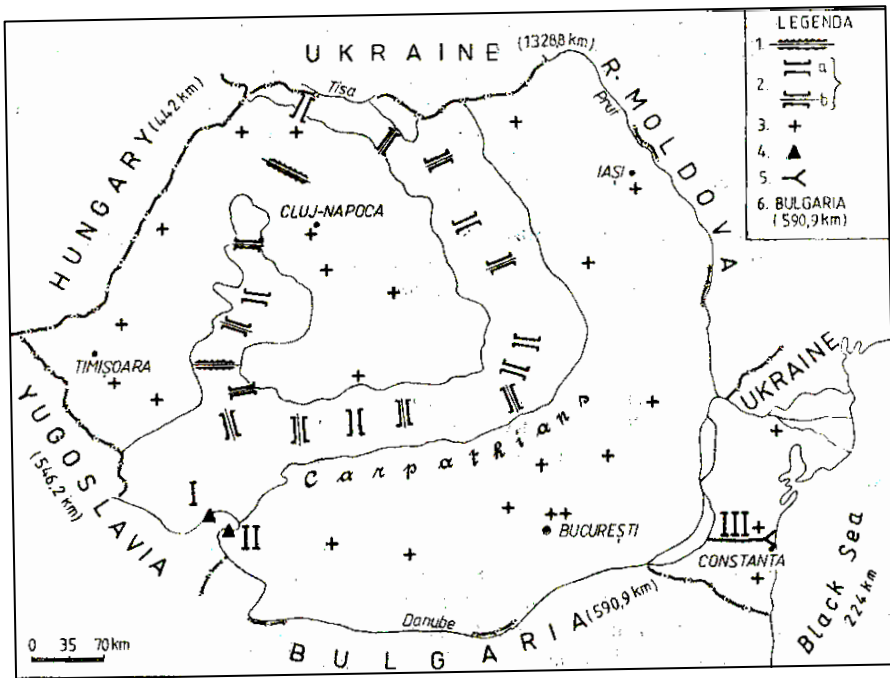 UKRAINE (1328,8 km)
LEGENDA
1.
2. a
b
3.
4.
5.
6. BULGARIA
(590,9km)
Tisa
R. MOLDOVA
Prut
HUNGARY (442 km)
IAȘI
CLUJ-NAPOCA
TIMIȘOARA
UKRAINE
YUGOSLAVIA
(546,2 km)
Carpathians
I
II
III
BUCUREȘTI
CONSTANȚA
Black Sea
224 km
Danube
BULGARIA (590,9 km)
0 35 70 km